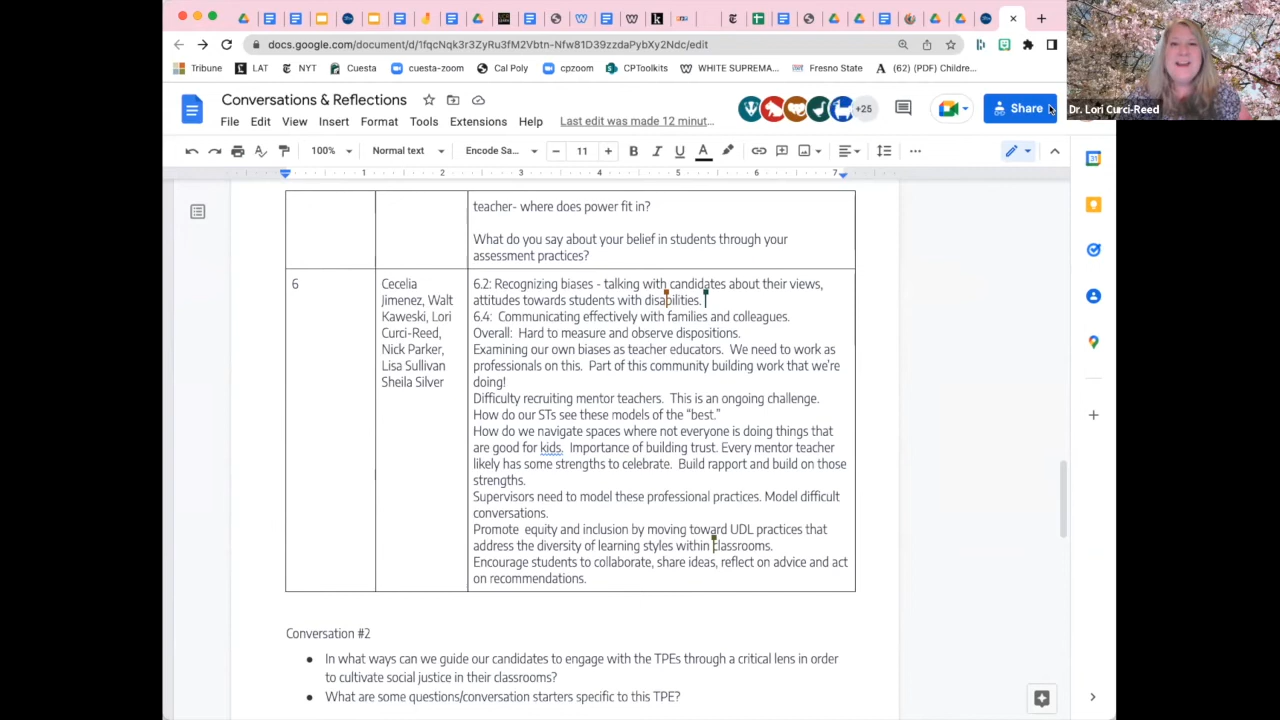 docs.google.com/document/d/1fqcNqk3r3ZyRu3fM2Vbtn-Nfw81D39zzdaPybXy2Ndc/edit
Tribune LAT NYT Cuesta cuesta-zoom Cal Poly cpzoom CPToolkits WHITE SUPREMA... Fresno State (62) (PDF) Childre...
Dr. Lori Curci-Reed
Conversations & Reflections
+25
Share
File Edit View Insert Format Tools Extensions Help Last edit was made 12 minut...
100% Normal text Encode Sa... 11
1 2 3 4 5 6 7
teacher- where does power fit in?
What do you say about your belief in students through your
assessment practices?
6
Cecelia
Jimenez, Walt
Kaweski, Lori
Curci-Reed,
Nick Parker,
Lisa Sullivan
Sheila Silver
6.2: Recognizing biases - talking with candidates about their views,
attitudes towards students with disabilities.
6.4: Communicating effectively with families and colleagues.
Overall: Hard to measure and observe dispositions.
Examining our own biases as teacher educators. We need to work as
professionals on this. Part of this community building work that we're
doing!
Difficulty recruiting mentor teachers. This is an ongoing challenge.
How do our STs see these models of the "best."
How do we navigate spaces where not everyone is doing things that
are good for kids. Importance of building trust. Every mentor teacher
likely has some strengths to celebrate. Build rapport and build on those
strengths.
Supervisors need to model these professional practices. Model difficult
conversations.
Promote equity and inclusion by moving toward UDL practices that
address the diversity of learning styles within classrooms.
Encourage students to collaborate, share ideas, reflect on advice and act
on recommendations.
Conversation #2
● In what ways can we guide our candidates to engage with the TPEs through a critical lens in order
to cultivate social justice in their classrooms?
● What are some questions/conversation starters specific to this TPE?